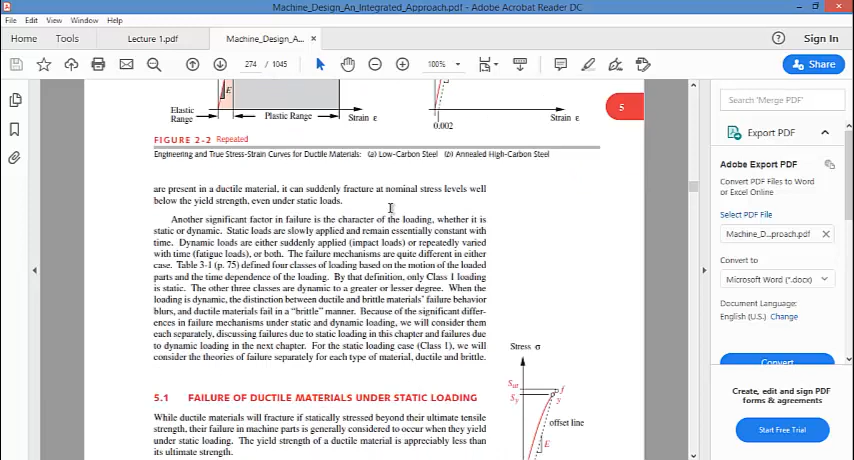 Machine_Design_An_Integrated_Approach.pdf - Adobe Acrobat Reader DC
File Edit View Window Help
Home Tools Lecture 1.pdf Machine_Design_A... × Sign In
274 / 1045 100% Share
E
Elastic
Range
Plastic Range
Strain ε
0.002
Strain ε
5
FIGURE 2-2 Repeated
Engineering and True Stress-Strain Curves for Ductile Materials: (a) Low-Carbon Steel (b) Annealed High-Carbon Steel
are present in a ductile material, it can suddenly fracture at nominal stress levels well
below the yield strength, even under static loads.
Another significant factor in failure is the character of the loading, whether it is
static or dynamic. Static loads are slowly applied and remain essentially constant with
time. Dynamic loads are either suddenly applied (impact loads) or repeatedly varied
with time (fatigue loads), or both. The failure mechanisms are quite different in either
case. Table 3-1 (p. 75) defined four classes of loading based on the motion of the loaded
parts and the time dependence of the loading. By that definition, only Class 1 loading
is static. The other three classes are dynamic to a greater or lesser degree. When the
loading is dynamic, the distinction between ductile and brittle materials' failure behavior
blurs, and ductile materials fail in a "brittle" manner. Because of the significant differ-
ences in failure mechanisms under static and dynamic loading, we will consider them
each separately, discussing failures due to static loading in this chapter and failures due
to dynamic loading in the next chapter. For the static loading case (Class 1), we will
consider the theories of failure separately for each type of material, ductile and brittle.
Stress σ
Sut
f
Sy
y
offset line
E
5.1 FAILURE OF DUCTILE MATERIALS UNDER STATIC LOADING
While ductile materials will fracture if statically stressed beyond their ultimate tensile
strength, their failure in machine parts is generally considered to occur when they yield
under static loading. The yield strength of a ductile material is appreciably less than
its ultimate strength.
Search "Merge PDF"
Export PDF
Adobe Export PDF
Convert PDF Files to Word
or Excel Online
Select PDF File
Machine_D...proach.pdf
Convert to
Microsoft Word (*.docx)
Document Language:
English (U.S.) Change
Convert
Create, edit and sign PDF
forms & agreements
Start Free Trial